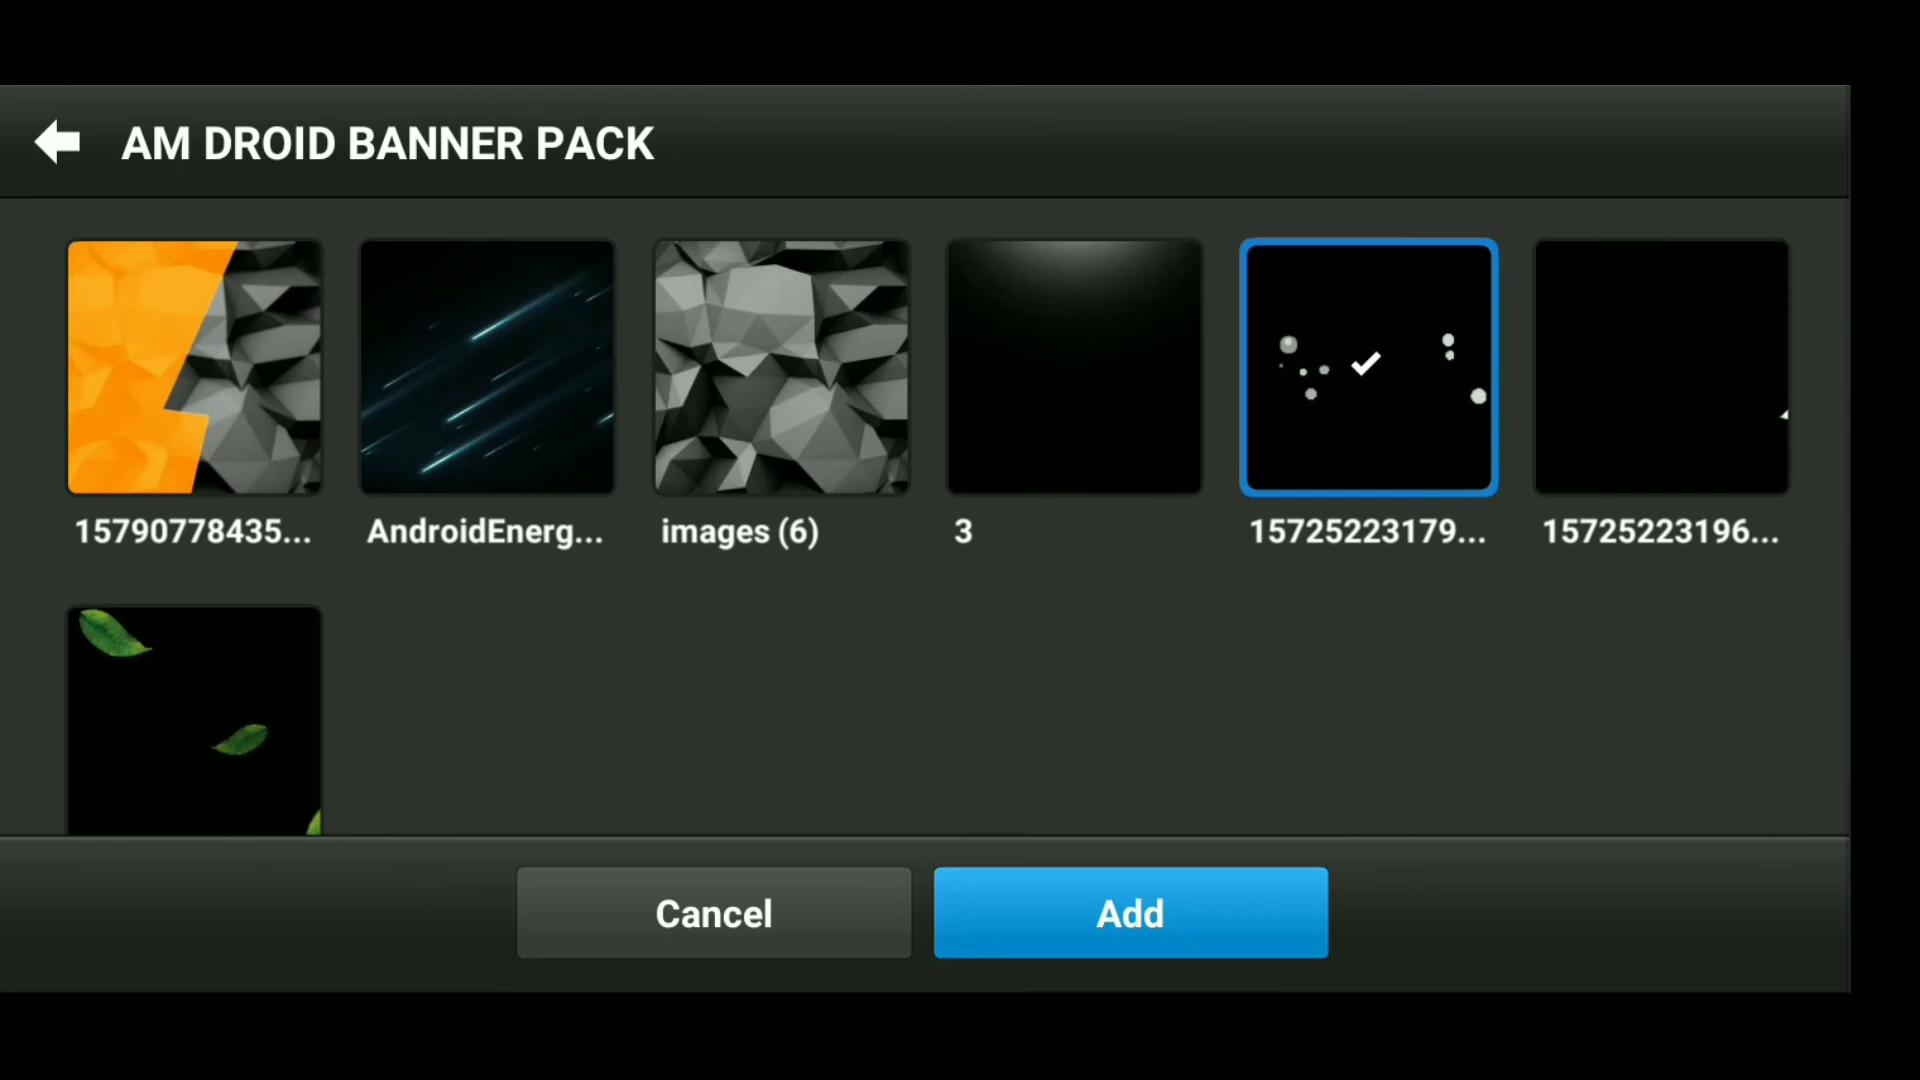 AM DROID BANNER PACK
15790778435...
AndroidEnerg...
images (6)
3
15725223179...
15725223196...
Cancel
Add